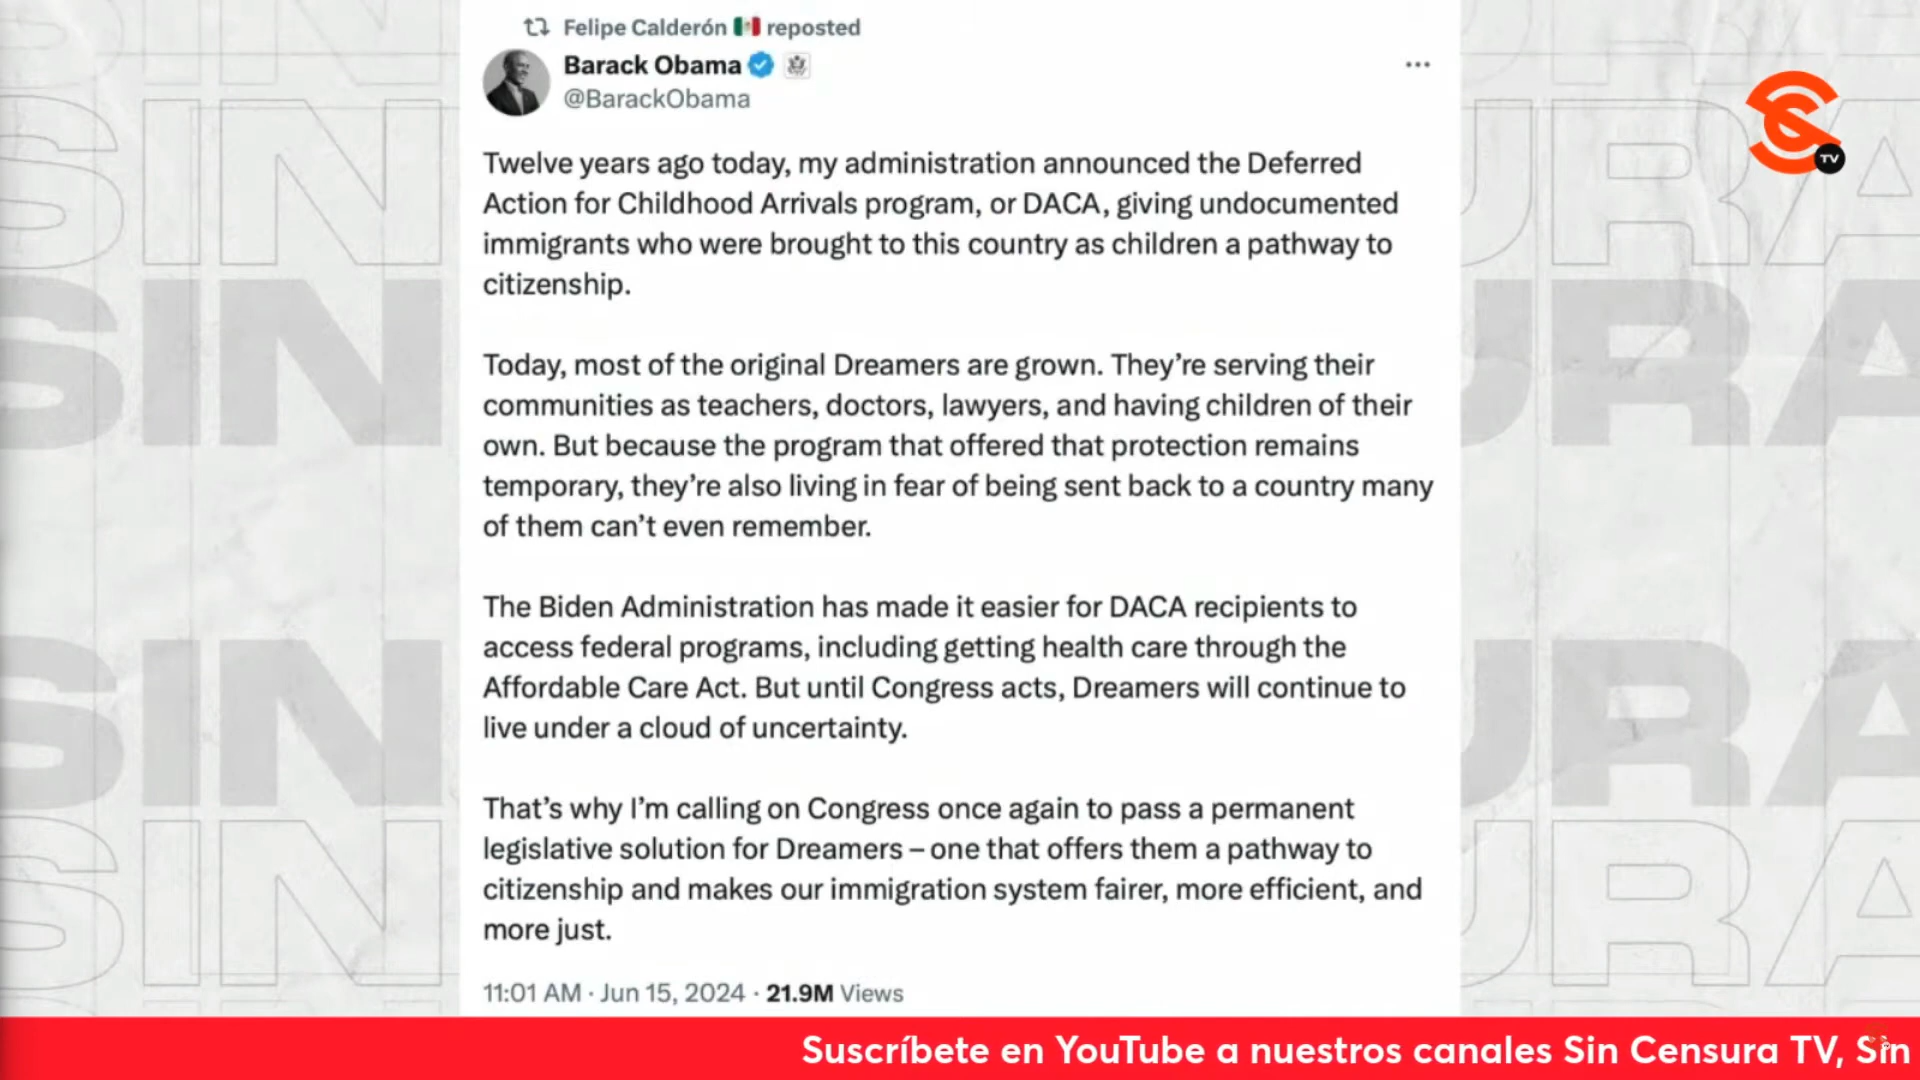 Felipe Calderón 🇲🇽 reposted
Barack Obama
@BarackObama
Twelve years ago today, my administration announced the Deferred
Action for Childhood Arrivals program, or DACA, giving undocumented
immigrants who were brought to this country as children a pathway to
citizenship.
Today, most of the original Dreamers are grown. They’re serving their
communities as teachers, doctors, lawyers, and having children of their
own. But because the program that offered that protection remains
temporary, they’re also living in fear of being sent back to a country many
of them can’t even remember.
The Biden Administration has made it easier for DACA recipients to
access federal programs, including getting health care through the
Affordable Care Act. But until Congress acts, Dreamers will continue to
live under a cloud of uncertainty.
That’s why I’m calling on Congress once again to pass a permanent
legislative solution for Dreamers – one that offers them a pathway to
citizenship and makes our immigration system fairer, more efficient, and
more just.
11:01 AM · Jun 15, 2024 · 21.9M Views
TV
SIN URA
SIN URA
SIN URA
SIN URA
Suscríbete en YouTube a nuestros canales Sin Censura TV, Sin